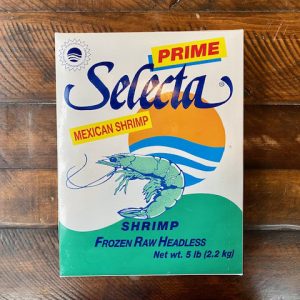 PRIME
Selecta
MEXICAN SHRIMP
SHRIMP
FROZEN RAW HEADLESS
Net wt. 5 lb (2.2 kg)